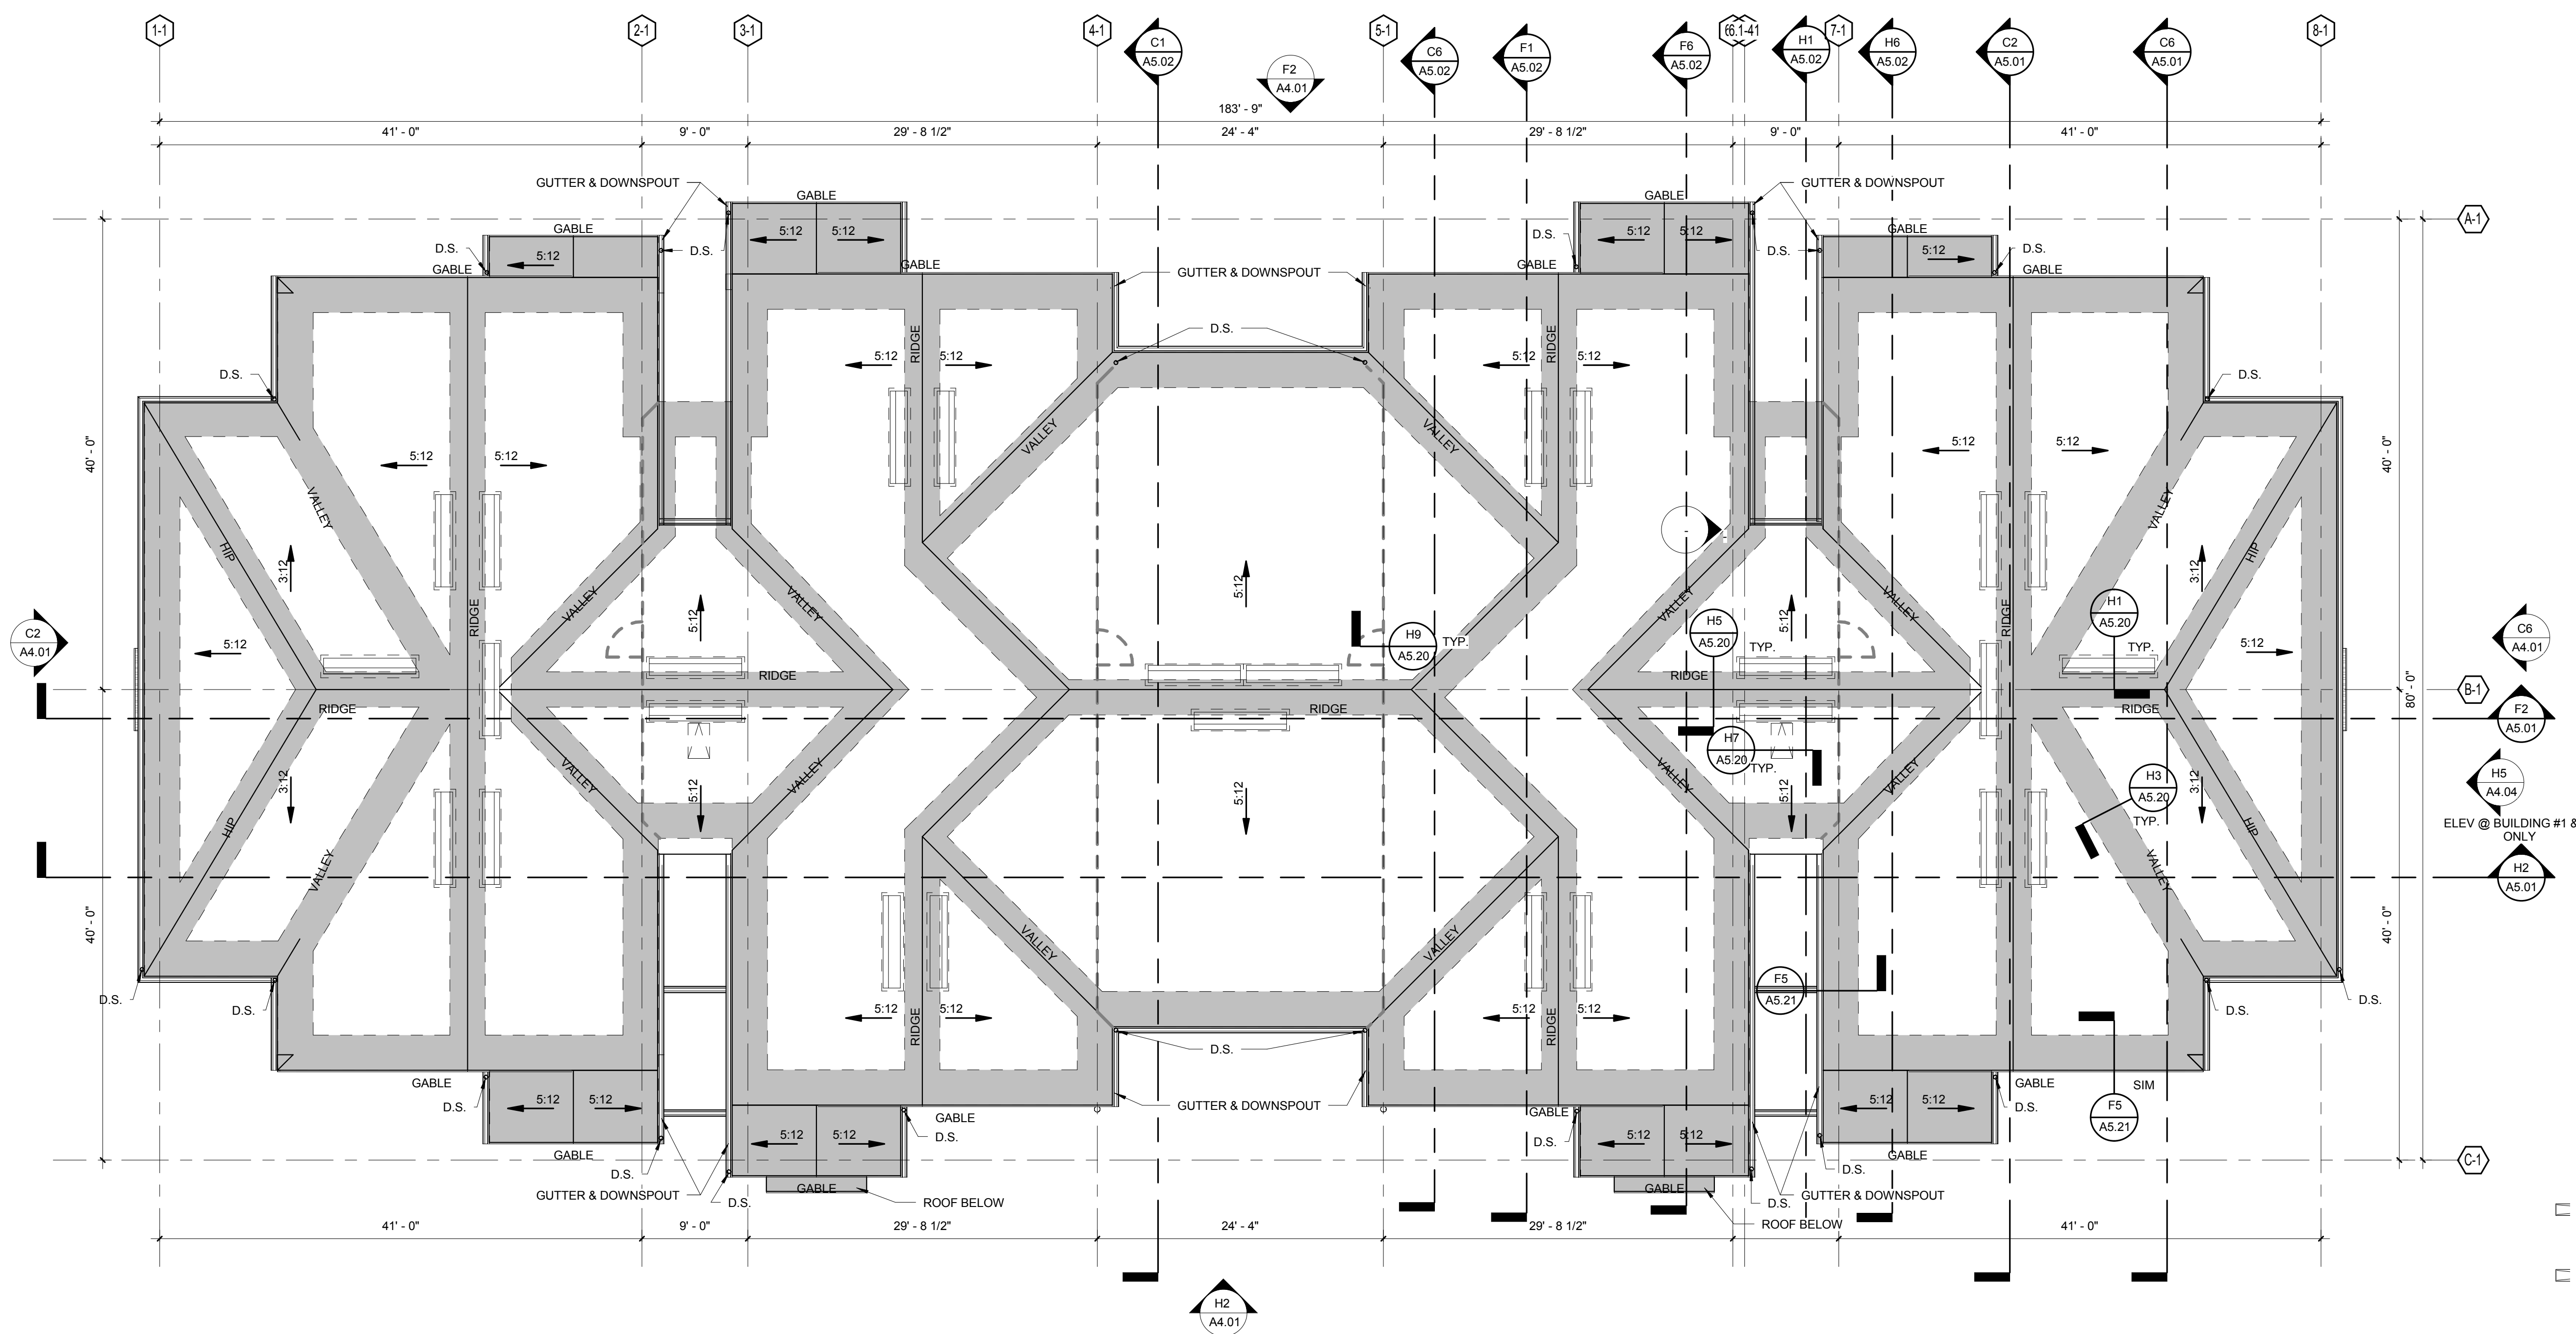 1-1
2-1
3-1
4-1
5-1
7-1
8-1
C1
A5.02
F2
A4.01
C6
A5.02
F1
A5.02
F6
A5.02
H1
A5.02
H6
A5.02
C2
A5.01
C6
A5.01
183' - 9"
41' - 0"
9' - 0"
29' - 8 1/2"
24' - 4"
29' - 8 1/2"
9' - 0"
41' - 0"
GUTTER & DOWNSPOUT
GABLE
GABLE
GUTTER & DOWNSPOUT
A-1
GABLE
D.S.
5:12
GABLE
D.S.
5:12
5:12
GABLE
GUTTER & DOWNSPOUT
D.S.
GABLE
5:12
5:12
D.S.
GABLE
5:12
D.S.
GABLE
D.S.
D.S.
RIDGE
5:12
5:12
RIDGE
5:12
5:12
D.S.
40' - 0"
5:12
5:12
VALLEY
VALLEY
5:12
5:12
40' - 0"
VALLEY
HIP
3:12
5:12
RIDGE
VALLEY
5:12
VALLEY
5:12
VALLEY
5:12
VALLEY
RIDGE
VALLEY
3:12
HIP
5:12
C2
A4.01
H9
A5.20
TYP.
H5
A5.20
TYP.
H1
A5.20
TYP.
C6
A4.01
-
RIDGE
RIDGE
RIDGE
RIDGE
RIDGE
B-1
80' - 0"
F2
A5.01
H7
A5.20
TYP.
H3
A5.20
TYP.
H5
A4.04
ELEV @ BUILDING #1 &
ONLY
H2
A5.01
3:12
HIP
VALLEY
VALLEY
5:12
VALLEY
5:12
VALLEY
5:12
VALLEY
3:12
HIP
VALLEY
40' - 0"
VALLEY
VALLEY
40' - 0"
D.S.
D.S.
5:12
5:12
RIDGE
D.S.
5:12
5:12
RIDGE
F5
A5.21
D.S.
D.S.
GABLE
D.S.
5:12
5:12
GABLE
D.S.
GUTTER & DOWNSPOUT
5:12
5:12
GABLE
D.S.
GUTTER & DOWNSPOUT
GABLE
D.S.
5:12
5:12
5:12
5:12
GABLE
D.S.
SIM
F5
A5.21
GABLE
D.S.
D.S.
GABLE
ROOF BELOW
GABLE
D.S.
D.S.
GUTTER & DOWNSPOUT
ROOF BELOW
GABLE
C-1
41' - 0"
9' - 0"
29' - 8 1/2"
24' - 4"
29' - 8 1/2"
41' - 0"
H2
A4.01